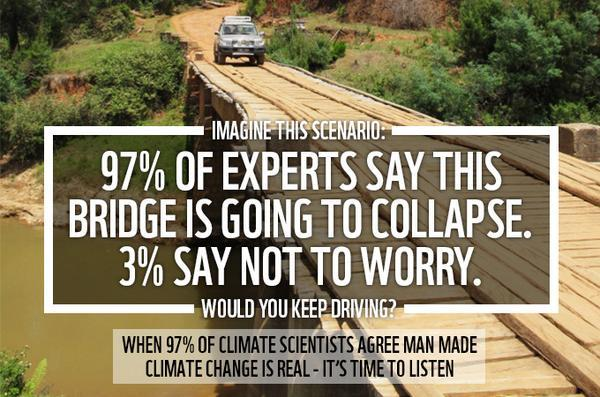 IMAGINE THIS SCENARIO:
97% OF EXPERTS SAY THIS
BRIDGE IS GOING TO COLLAPSE.
3% SAY NOT TO WORRY.
WOULD YOU KEEP DRIVING?
WHEN 97% OF CLIMATE SCIENTISTS AGREE MAN MADE
CLIMATE CHANGE IS REAL - IT'S TIME TO LISTEN